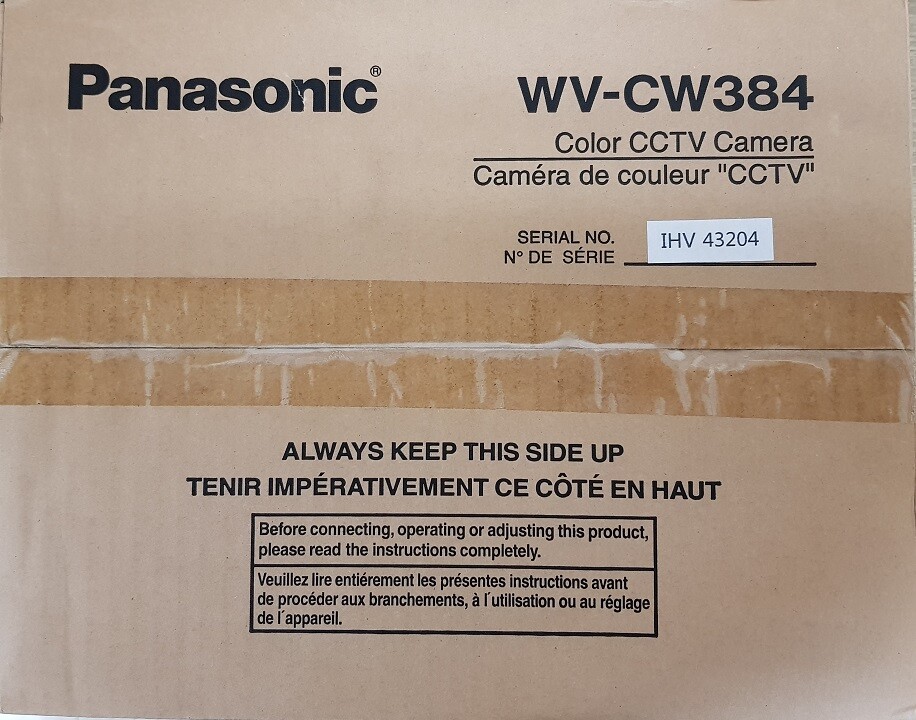 Panasonic®
WV-CW384
Color CCTV Camera
Caméra de couleur "CCTV"
SERIAL NO.
N° DE SÉRIE
IHV 43204
ALWAYS KEEP THIS SIDE UP
TENIR IMPÉRATIVEMENT CE CÔTÉ EN HAUT
Before connecting, operating or adjusting this product,
please read the instructions completely.
Veuillez lire entiérement les présentes instructions avant
de procéder aux branchements, à l´utilisation ou au réglage
de l´appareil.